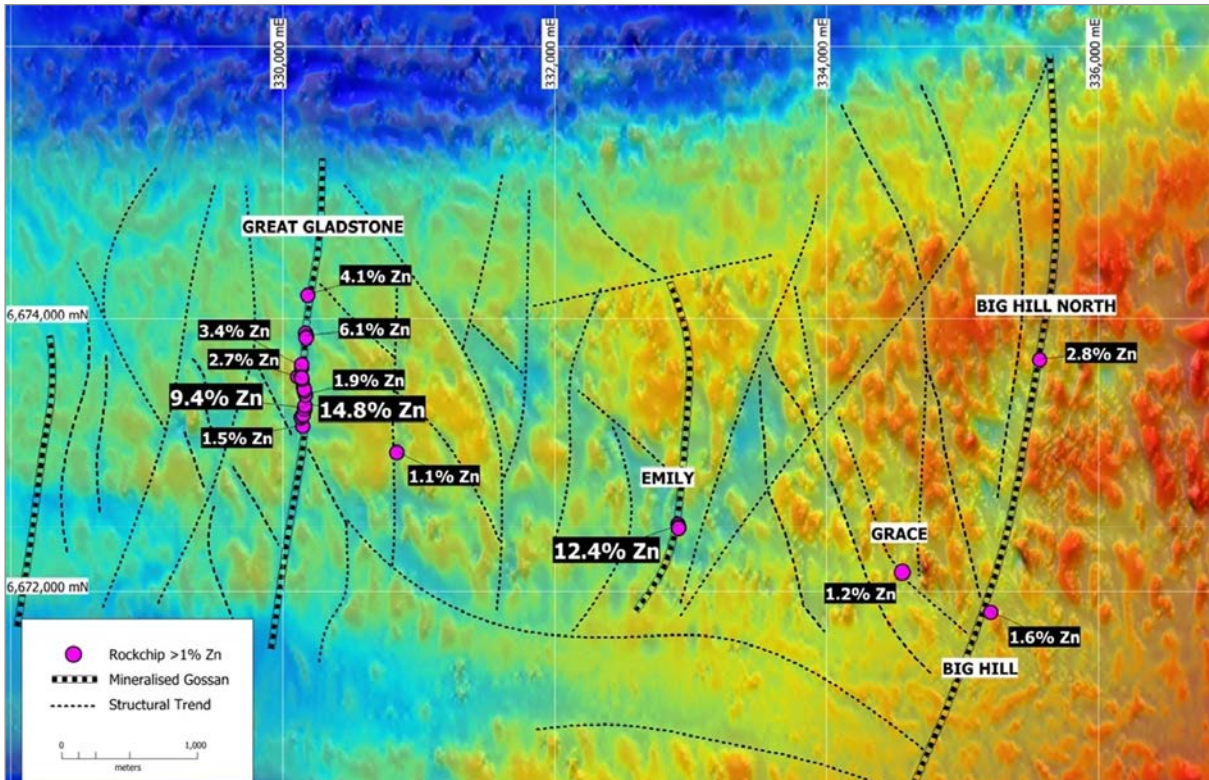 330,000 mE
332,000 mE
334,000 mE
336,000 mE
GREAT GLADSTONE
4.1% Zn
6,674,000 mN
3.4% Zn
6.1% Zn
BIG HILL NORTH
2.7% Zn
2.8% Zn
1.9% Zn
9.4% Zn
14.8% Zn
1.5% Zn
1.1% Zn
EMILY
12.4% Zn
GRACE
6,672,000 mN
1.2% Zn
1.6% Zn
BIG HILL
Rockchip >1% Zn
Mineralised Gossan
Structural Trend
0 1,000
meters